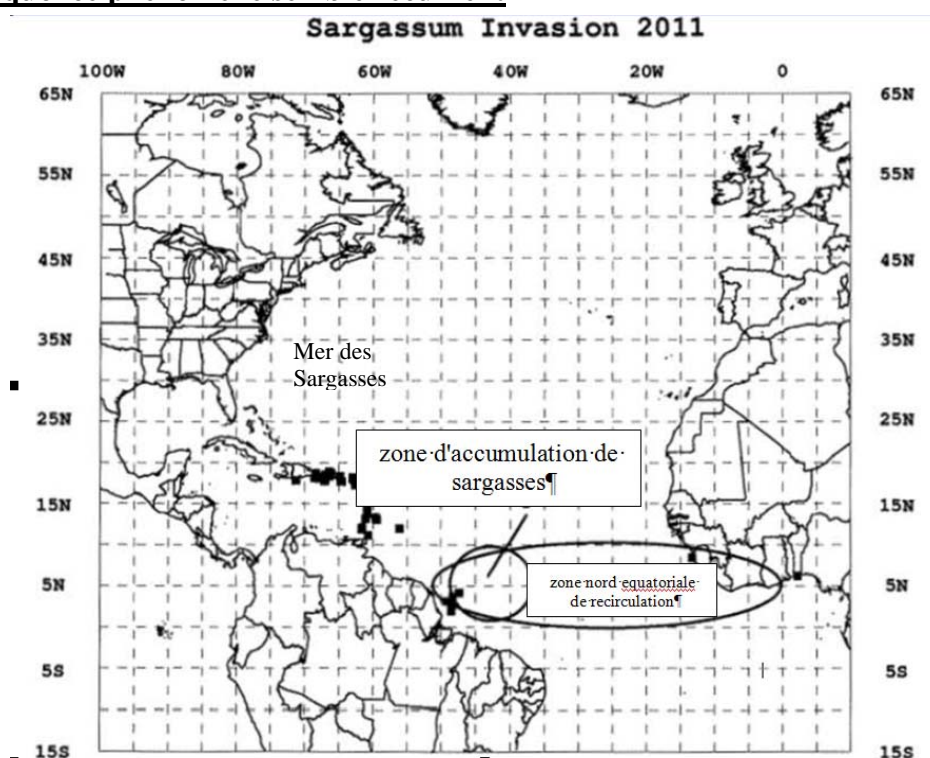 Sargassum Invasion 2011
100W 80W 60W 40W 20W 0
65N 65N
55N 55N
45N 45N
35N 35N
Mer des
Sargasses
25N 25N
zone·d'accumulation·de·
sargasses¶
15N 15N
zone·nord·equatoriale·
de·recirculation¶
5N 5N
5S 5S
15S 15S